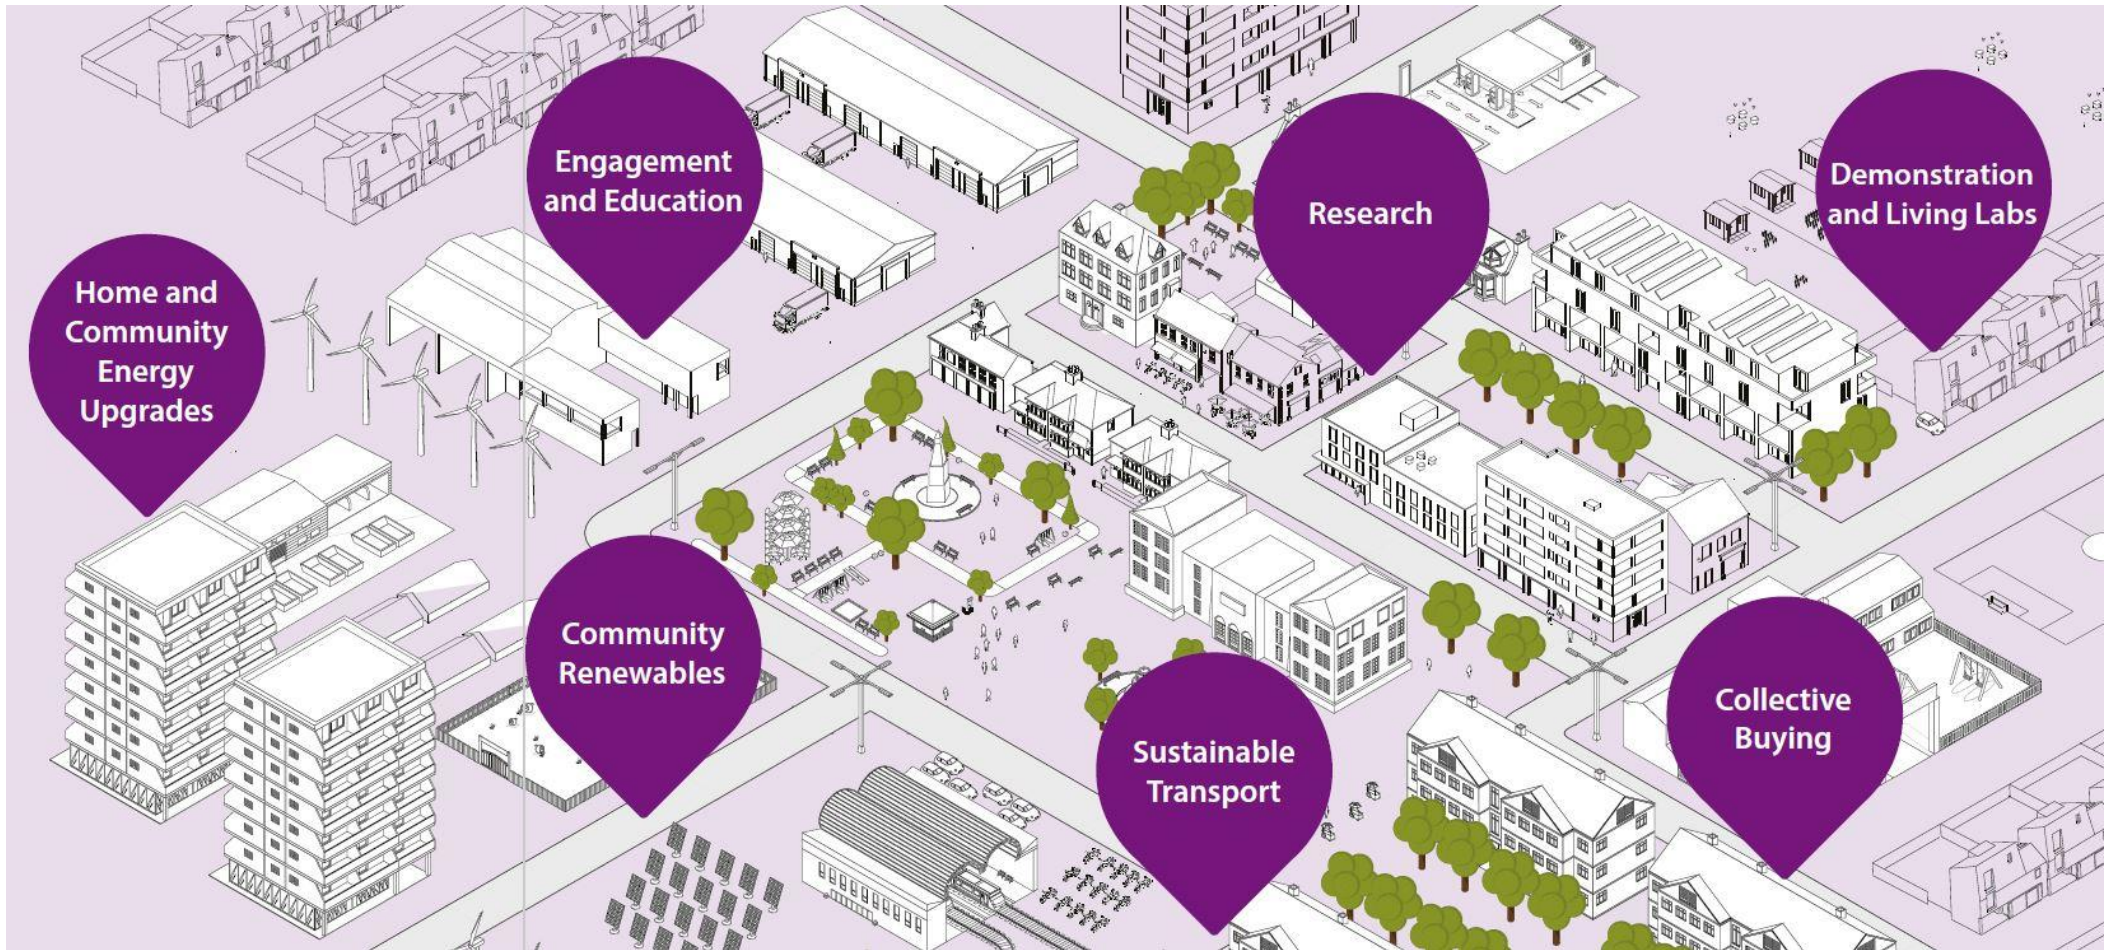 Engagement
and Education
Research
Demonstration
and Living Labs
Home and
Community
Energy
Upgrades
Community
Renewables
Sustainable
Transport
Collective
Buying